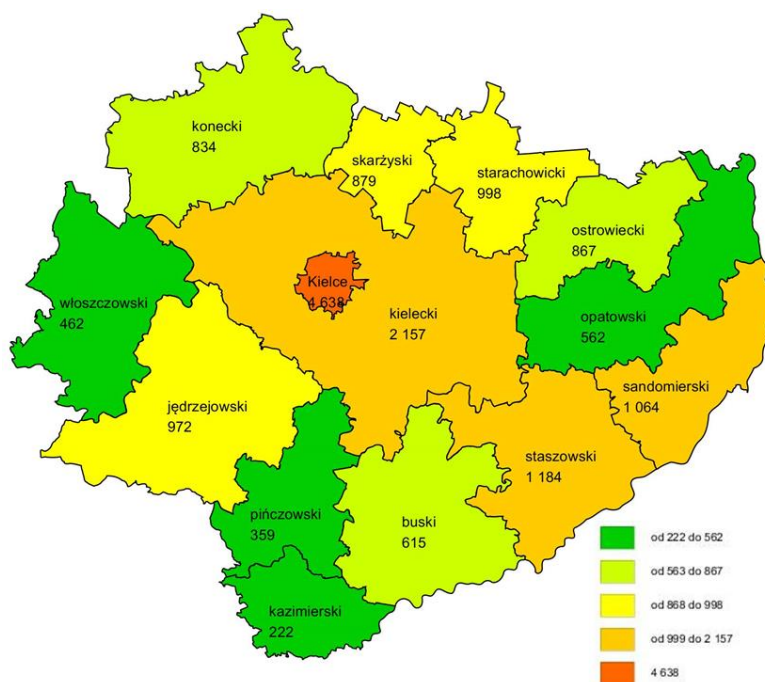 konecki
834
skarżyski
879
starachowicki
998
ostrowiecki
867
włoszczowski
462
Kielce
4 638
kielecki
2 157
opatowski
562
sandomierski
1 064
jędrzejowski
972
staszowski
1 184
pińczowski
359
buski
615
kazimierski
222
od 222 do 562
od 563 do 867
od 868 do 998
od 999 do 2 157
4 638